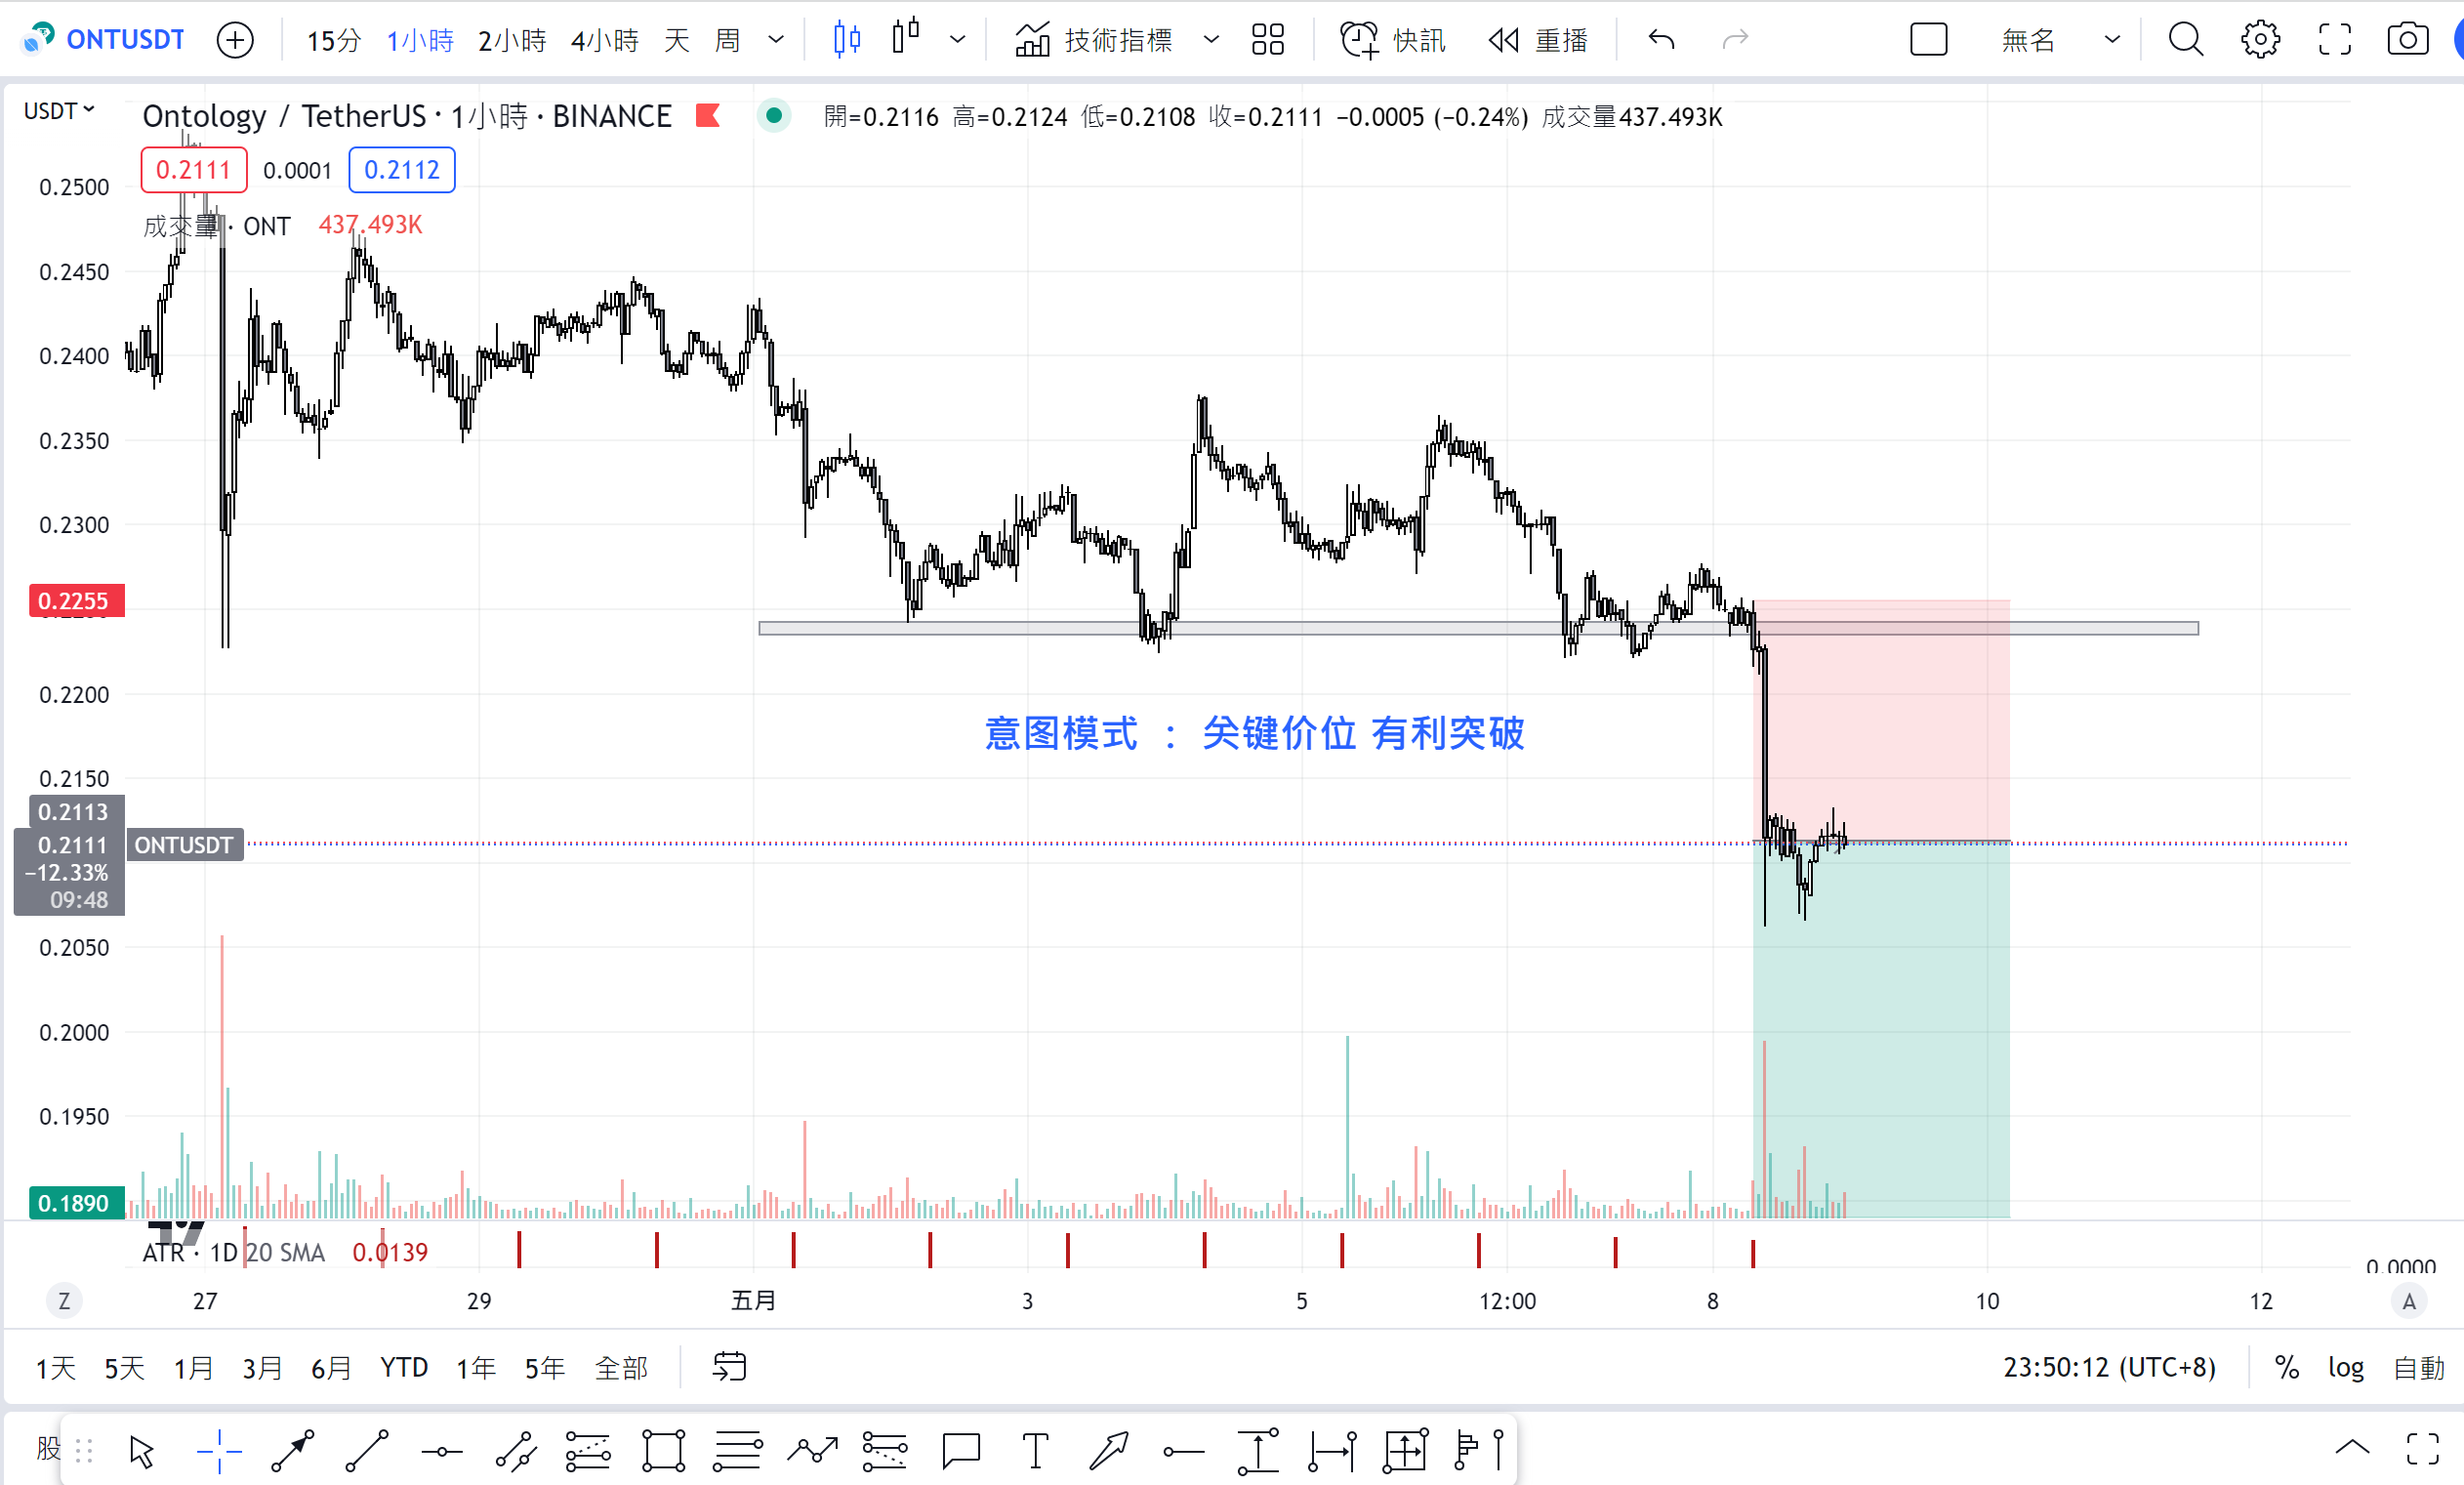 ONTUSDT 15分 1小時 2小時 4小時 天 周 技術指標 快訊 重播 無名
USDT Ontology / TetherUS · 1小時 · BINANCE 開=0.2116 高=0.2124 低=0.2108 收=0.2111 −0.0005 (−0.24%) 成交量437.493K
0.2111 0.0001 0.2112
0.2500
成交量 · ONT 437.493K
0.2450
0.2400
0.2350
0.2300
0.2255
0.2200
意图模式 ： 关键价位 有利突破
0.2150
0.2113
0.2111 ONTUSDT
−12.33%
09:48
0.2050
0.2000
0.1950
0.1890
ATR · 1D 20 SMA 0.0139
0.0000
Z 27 29 五月 3 5 12:00 8 10 12 A
1天 5天 1月 3月 6月 YTD 1年 5年 全部 23:50:12 (UTC+8) % log 自動
股